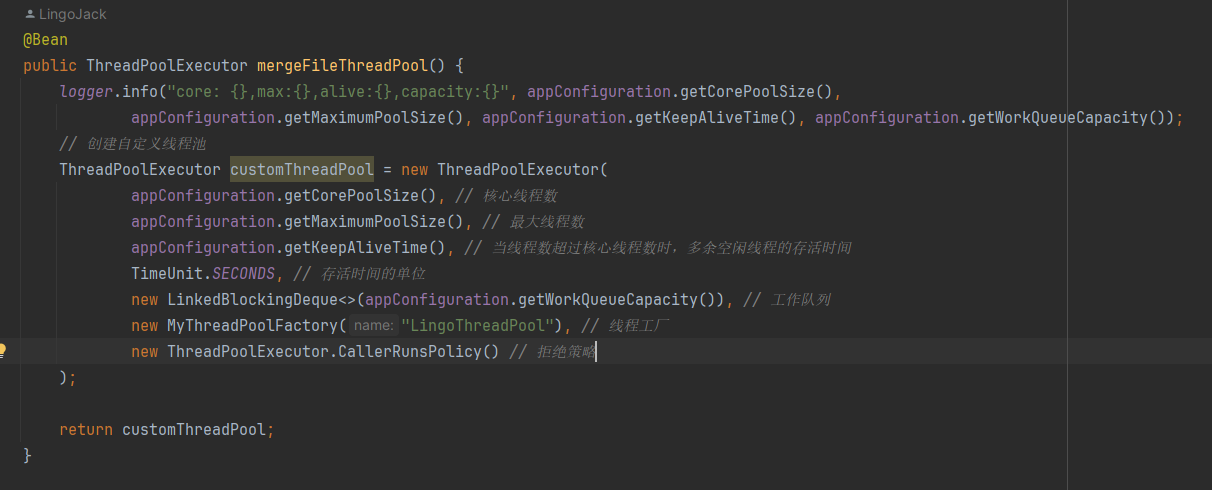 LingoJack
@Bean
public ThreadPoolExecutor mergeFileThreadPool() {
logger.info("core: {},max:{},alive:{},capacity:{}", appConfiguration.getCorePoolSize(),
appConfiguration.getMaximumPoolSize(), appConfiguration.getKeepAliveTime(), appConfiguration.getWorkQueueCapacity());
// 创建自定义线程池
ThreadPoolExecutor customThreadPool = new ThreadPoolExecutor(
appConfiguration.getCorePoolSize(), // 核心线程数
appConfiguration.getMaximumPoolSize(), // 最大线程数
appConfiguration.getKeepAliveTime(), // 当线程数超过核心线程数时，多余空闲线程的存活时间
TimeUnit.SECONDS, // 存活时间的单位
new LinkedBlockingDeque<>(appConfiguration.getWorkQueueCapacity()), // 工作队列
new MyThreadPoolFactory( name: "LingoThreadPool"), // 线程工厂
new ThreadPoolExecutor.CallerRunsPolicy() // 拒绝策略
);
return customThreadPool;
}